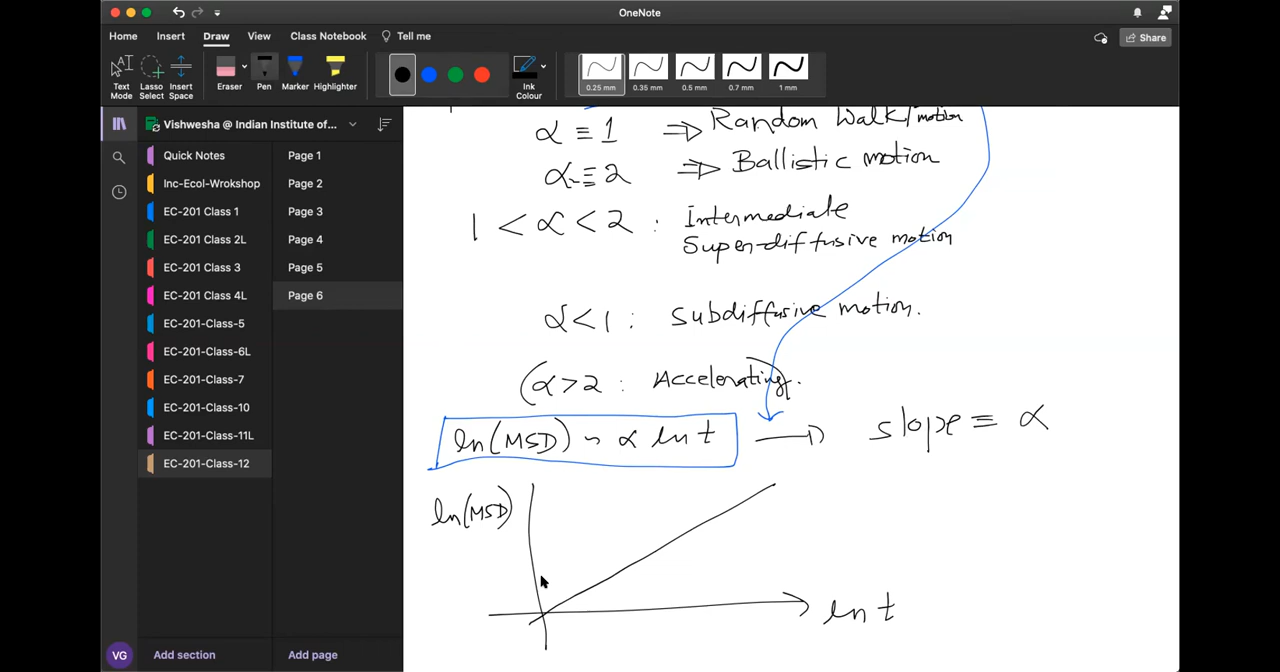 OneNote
Home Insert Draw View Class Notebook Tell me
Share
Text Mode
Lasso Select
Insert Space
Eraser
Pen
Marker
Highlighter
Ink Colour
0.25 mm
0.35 mm
0.5 mm
0.7 mm
1 mm
Vishwesha @ Indian Institute of...
Quick Notes
Inc-Ecol-Wrokshop
EC-201 Class 1
EC-201 Class 2L
EC-201 Class 3
EC-201 Class 4L
EC-201-Class-5
EC-201-Class-6L
EC-201-Class-7
EC-201-Class-10
EC-201-Class-11L
EC-201-Class-12
Page 1
Page 2
Page 3
Page 4
Page 5
Page 6
VG
Add section
Add page
α ≡ 1 ⇒ Random Walk/motion
α ≡ 2 ⇒ Ballistic motion
1 < α < 2 : Intermediate
Super-diffusive motion
α < 1 : Subdiffusive motion.
(α > 2 : Accelerating).
ln(MSD) ~ α ln t → slope ≡ α
ln(MSD)
ln t